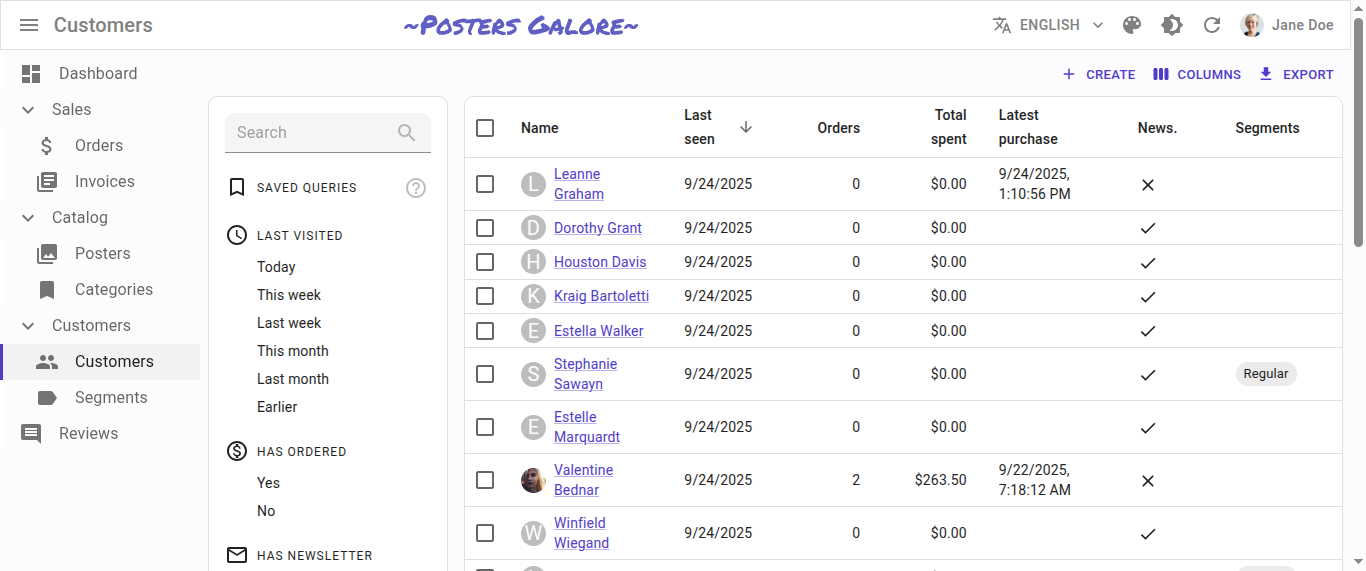 Customers
~Posters Galore~
ENGLISH
Jane Doe
Dashboard
Sales
Orders
Invoices
Catalog
Posters
Categories
Customers
Customers
Segments
Reviews
CREATE
COLUMNS
EXPORT
Search
SAVED QUERIES
?
LAST VISITED
Today
This week
Last week
This month
Last month
Earlier
HAS ORDERED
Yes
No
HAS NEWSLETTER
Name
Last seen
Orders
Total spent
Latest purchase
News.
Segments
L Leanne Graham 9/24/2025 0 $0.00 9/24/2025, 1:10:56 PM
D Dorothy Grant 9/24/2025 0 $0.00
H Houston Davis 9/24/2025 0 $0.00
K Kraig Bartoletti 9/24/2025 0 $0.00
E Estella Walker 9/24/2025 0 $0.00
S Stephanie Sawayn 9/24/2025 0 $0.00 Regular
E Estelle Marquardt 9/24/2025 0 $0.00
Valentine Bednar 9/24/2025 2 $263.50 9/22/2025, 7:18:12 AM
W Winfield Wiegand 9/24/2025 0 $0.00